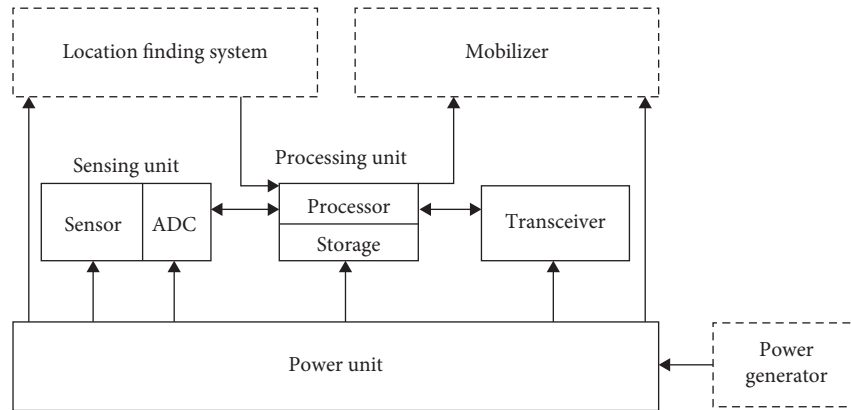 Location finding system
Mobilizer
Sensing unit
Processing unit
Sensor
ADC
Processor
Storage
Transceiver
Power unit
Power
generator